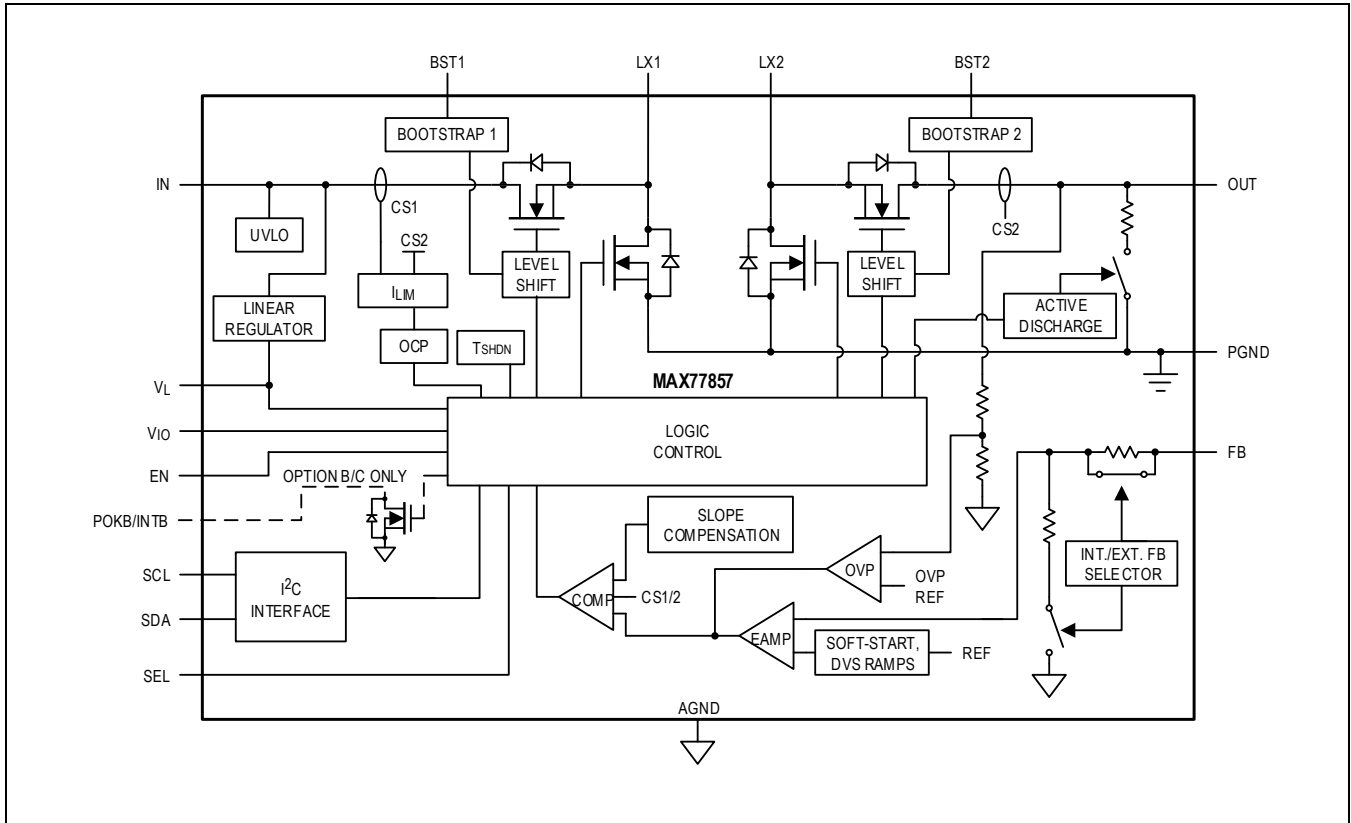 BST1
LX1
LX2
BST2
BOOTSTRAP 1
BOOTSTRAP 2
IN
OUT
CS1
CS2
UVLO
CS2
LEVEL
SHIFT
LEVEL
SHIFT
ILIM
LINEAR
REGULATOR
ACTIVE
DISCHARGE
OCP
TSHDN
PGND
MAX77857
VL
VIO
LOGIC
CONTROL
FB
EN
OPTION B/C ONLY
POKB/INTB
SLOPE
COMPENSATION
INT./EXT. FB
SELECTOR
SCL
I2C
INTERFACE
SDA
COMP
CS1/2
OVP
OVP
REF
EAMP
SOFT-START,
DVS RAMPS
REF
SEL
AGND